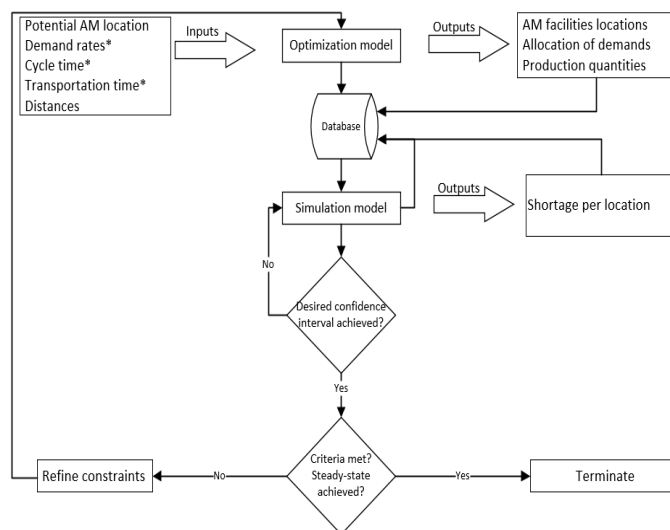 Potential AM location
Demand rates*
Cycle time*
Transportation time*
Distances
Inputs
Optimization model
Outputs
AM facilities locations
Allocation of demands
Production quantities
Database
Simulation model
Outputs
Shortage per location
No
Desired confidence
interval achieved?
Yes
Criteria met?
Steady-state
achieved?
No
Refine constraints
Yes
Terminate